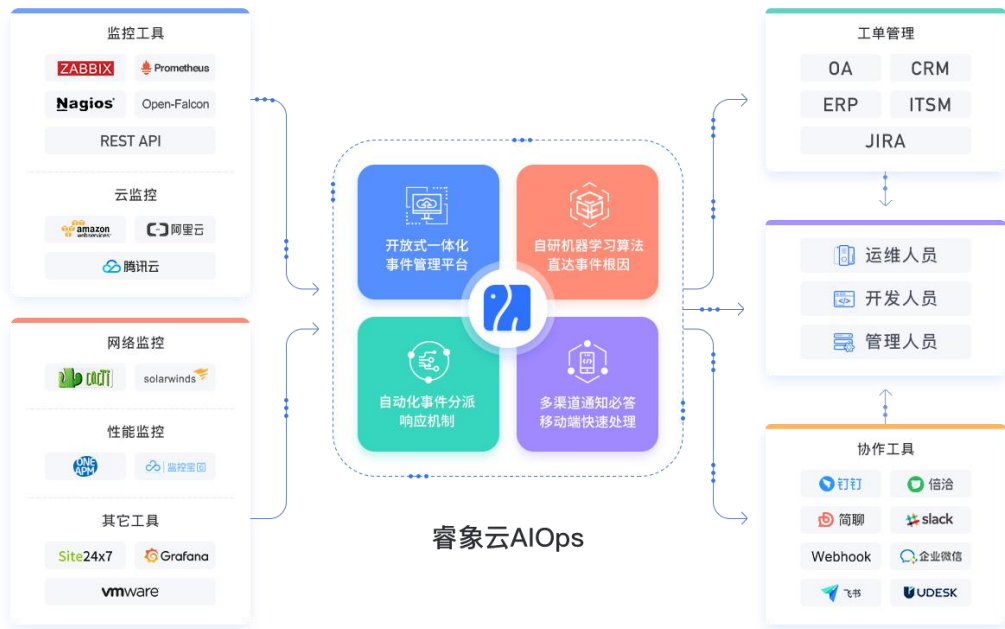 监控工具
ZABBIX
Prometheus
Nagios
Open-Falcon
REST API
云监控
amazon
webservices
阿里云
腾讯云
网络监控
cacti
solarwinds
性能监控
ONE
APM
监控宝图
其它工具
Site24x7
Grafana
vmware
开放式一体化
事件管理平台
自研机器学习算法
直达事件根因
自动化事件分派
响应机制
多渠道通知必答
移动端快速处理
睿象云AIOps
工单管理
OA
CRM
ERP
ITSM
JIRA
运维人员
开发人员
管理人员
协作工具
钉钉
倍洽
简聊
slack
Webhook
企业微信
飞书
UDESK